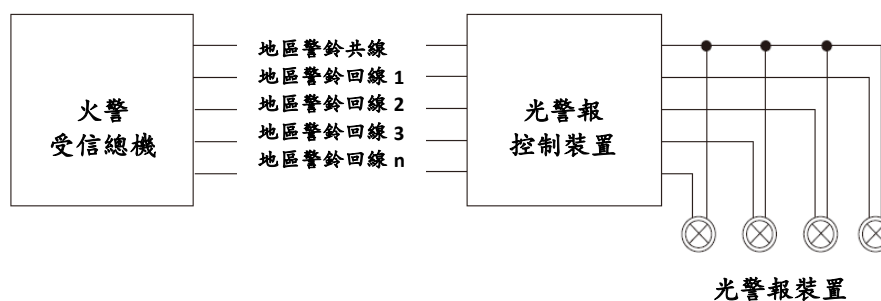 火警
受信總機
地區警鈴共線
地區警鈴回線 1
地區警鈴回線 2
地區警鈴回線 3
地區警鈴回線 n
光警報
控制裝置
光警報裝置